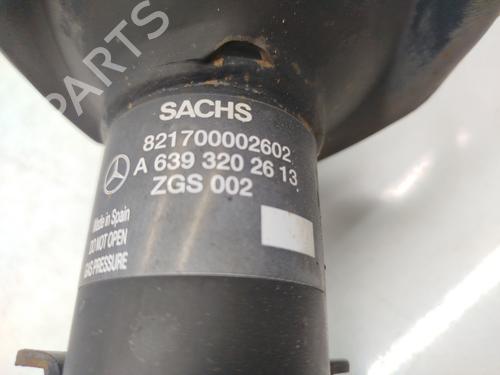 PARTS
SACHS
821700002602
A 639 320 26 13
ZGS 002
Made in Spain
DO NOT OPEN
GAS PRESSURE